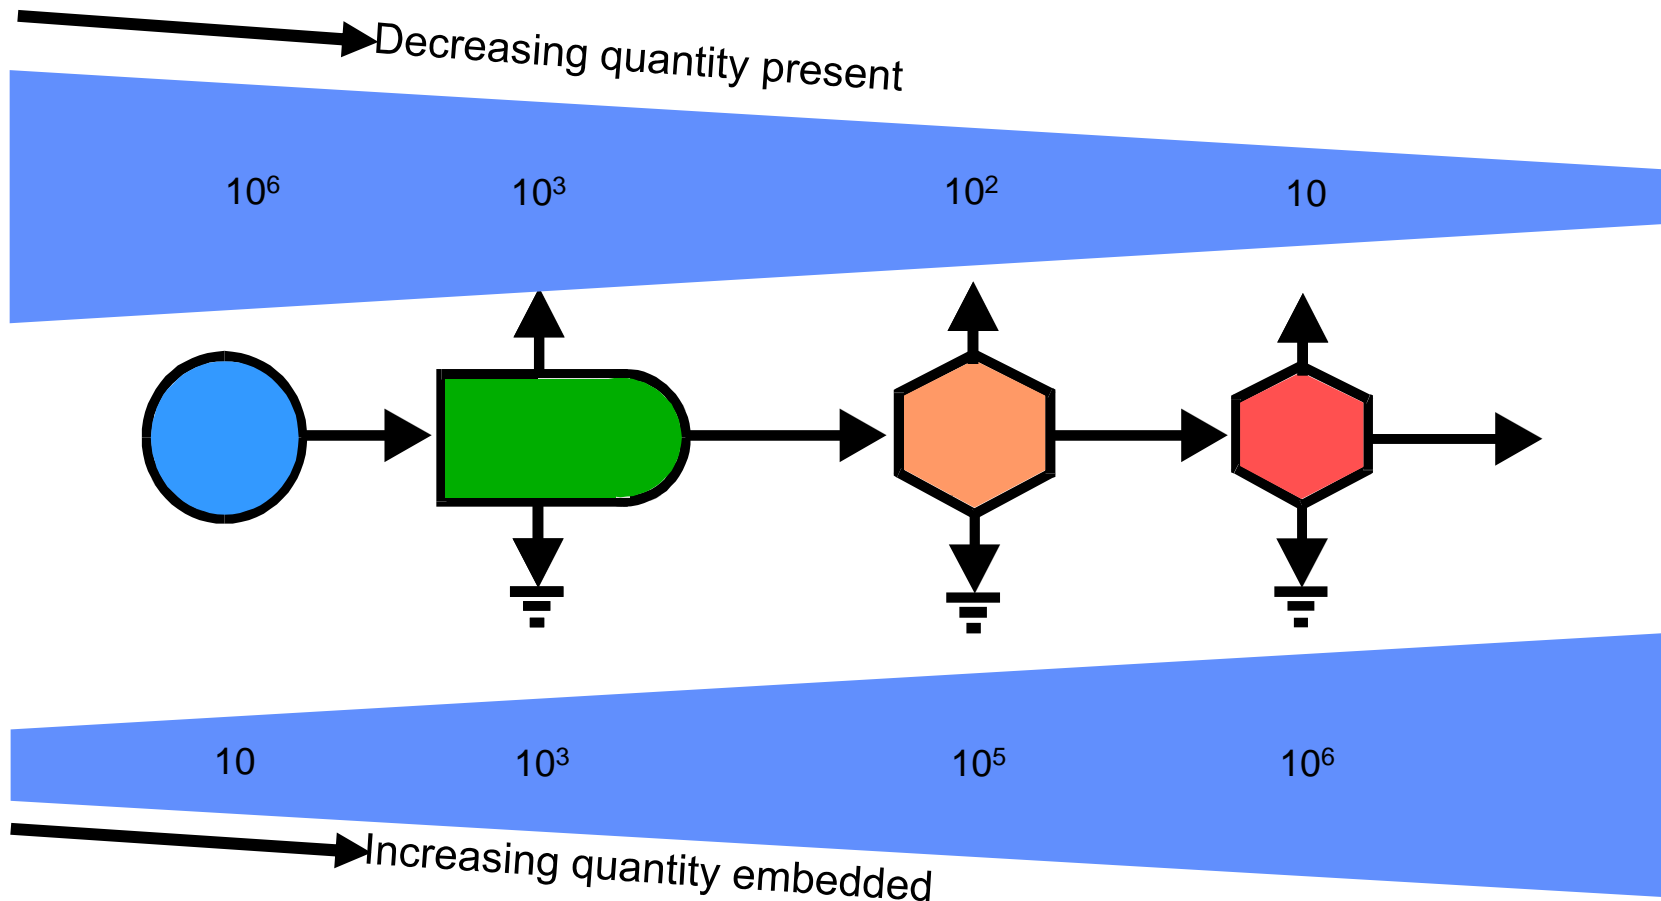 Decreasing quantity present
10⁶ 10³ 10² 10
10 10³ 10⁵ 10⁶
Increasing quantity embedded